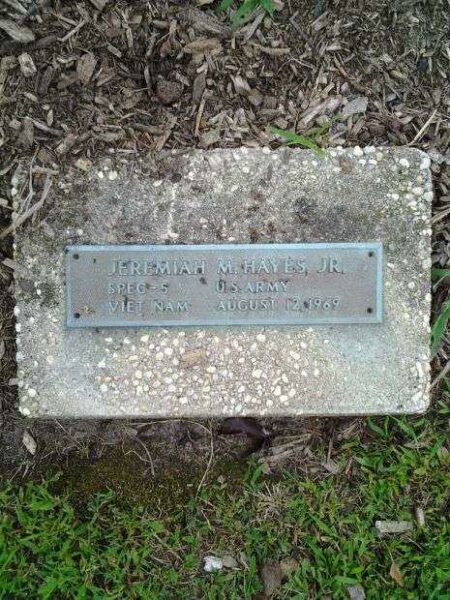 JEREMIAH M. HAYES, JR.
SPEC-5 U.S. ARMY
VIET NAM AUGUST 12, 1969